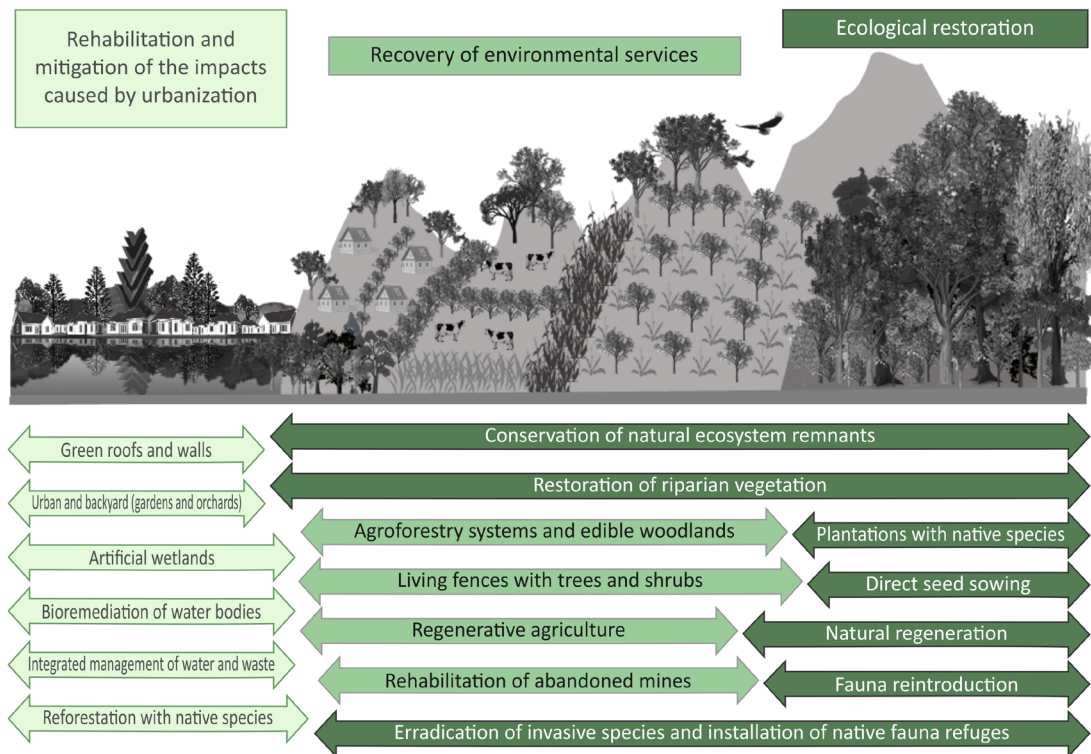 Rehabilitation and
mitigation of the impacts
caused by urbanization
Recovery of environmental services
Ecological restoration
Green roofs and walls
Conservation of natural ecosystem remnants
Urban and backyard (gardens and orchards)
Restoration of riparian vegetation
Artificial wetlands
Agroforestry systems and edible woodlands
Plantations with native species
Bioremediation of water bodies
Living fences with trees and shrubs
Direct seed sowing
Integrated management of water and waste
Regenerative agriculture
Natural regeneration
Reforestation with native species
Rehabilitation of abandoned mines
Fauna reintroduction
Erradication of invasive species and installation of native fauna refuges